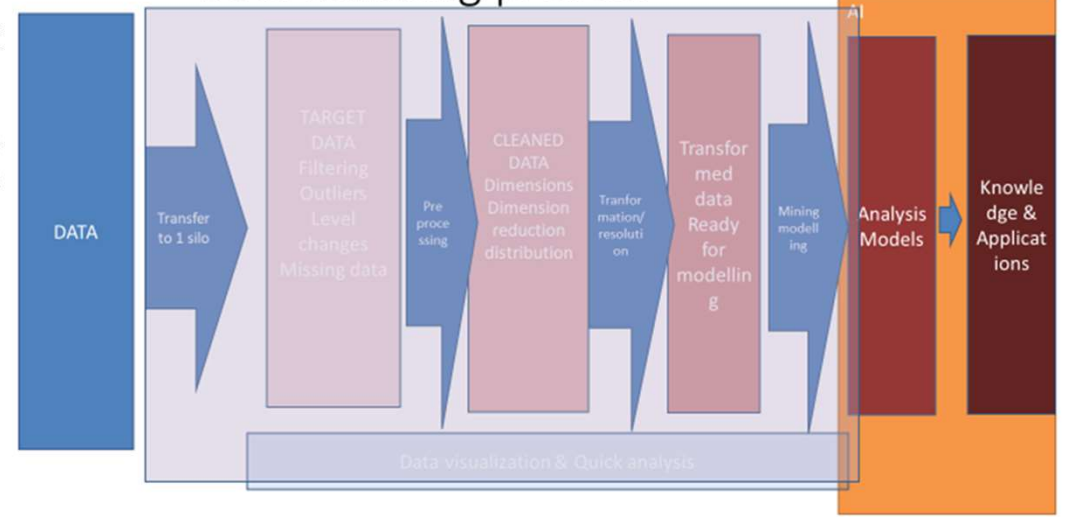 AI
DATA
Transfer
to 1 silo
TARGET
DATA
Filtering
Outliers
Level
changes
Missing data
Pre
proce
ssing
CLEANED
DATA
Dimensions
Dimension
reduction
distribution
Tranfor
mation/
resoluti
on
Transfor
med
data
Ready
for
modellin
g
Mining
modell
ing
Analysis
Models
Knowle
dge &
Applicat
ions
Data visualization & Quick analysis